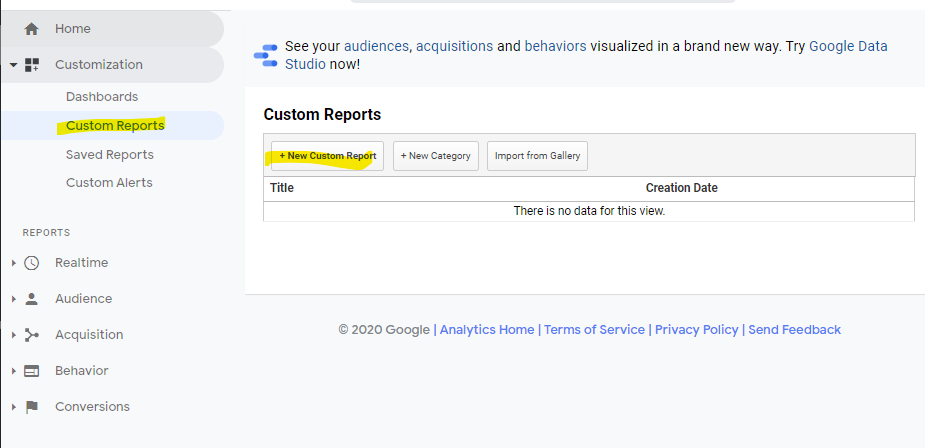 Home
Customization
Dashboards
Custom Reports
Saved Reports
Custom Alerts
REPORTS
Realtime
Audience
Acquisition
Behavior
Conversions
See your audiences, acquisitions and behaviors visualized in a brand new way. Try Google Data
Studio now!
Custom Reports
+ New Custom Report
+ New Category
Import from Gallery
Title Creation Date
There is no data for this view.
© 2020 Google | Analytics Home | Terms of Service | Privacy Policy | Send Feedback